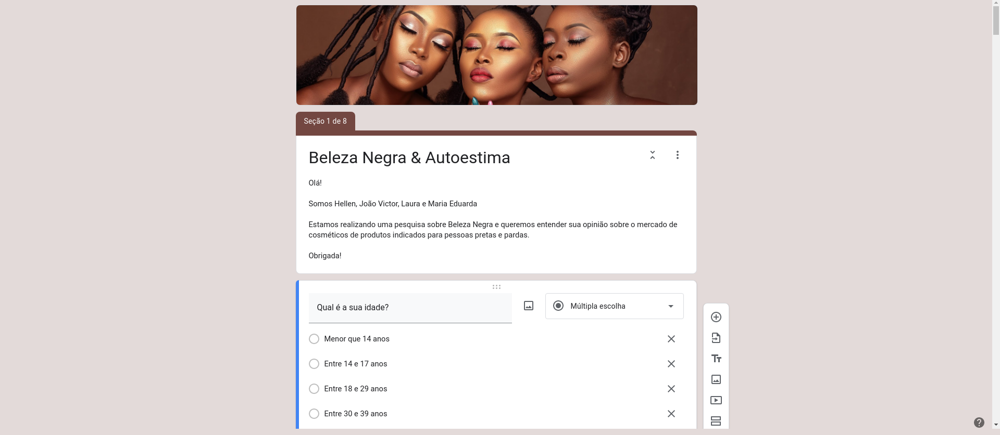 Seção 1 de 8
Beleza Negra & Autoestima
Olá!
Somos Hellen, João Victor, Laura e Maria Eduarda
Estamos realizando uma pesquisa sobre Beleza Negra e queremos entender sua opinião sobre o mercado de
cosméticos de produtos indicados para pessoas pretas e pardas.
Obrigada!
Qual é a sua idade?
Múltipla escolha
Menor que 14 anos
Entre 14 e 17 anos
Entre 18 e 29 anos
Entre 30 e 39 anos